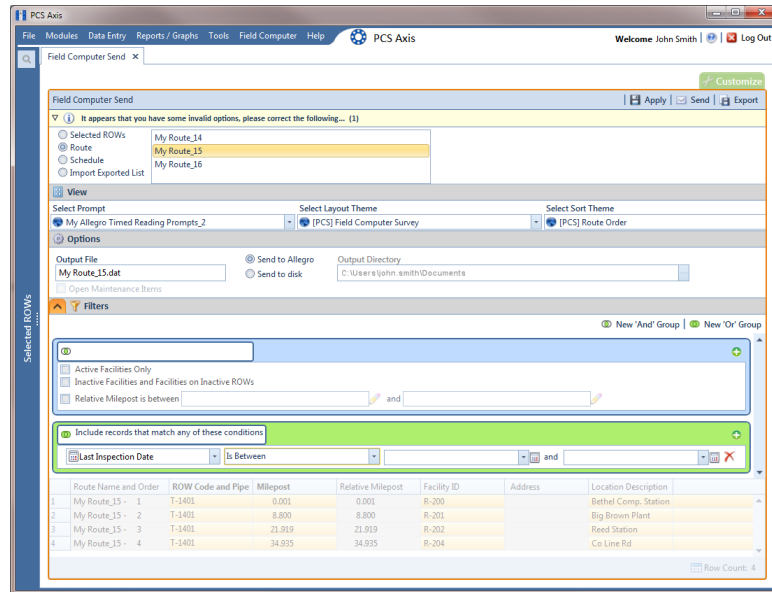 PCS Axis
File Modules Data Entry Reports / Graphs Tools Field Computer Help PCS Axis Welcome John Smith | | Log Out
Field Computer Send ×
Customize
Field Computer Send | Apply | Send | Export
It appears that you have some invalid options, please correct the following... (1)
Selected ROWs
Route
Schedule
Import Exported List
My Route_14
My Route_15
My Route_16
View
Select Prompt Select Layout Theme Select Sort Theme
My Allegro Timed Reading Prompts_2 [PCS] Field Computer Survey [PCS] Route Order
Options
Output File Send to Allegro Output Directory
My Route_15.dat Send to disk C:\Users\john.smith\Documents
Open Maintenance Items
Filters
New 'And' Group | New 'Or' Group
Active Facilities Only
Inactive Facilities and Facilities on Inactive ROWs
Relative Milepost is between and
Include records that match any of these conditions
Last Inspection Date Is Between and
Selected ROWs
Route Name and Order ROW Code and Pipe Milepost Relative Milepost Facility ID Address Location Description
1 My Route_15 - 1 T-1401 0.001 0.001 R-200 Bethel Comp. Station
2 My Route_15 - 2 T-1401 8.800 8.800 R-201 Big Brown Plant
3 My Route_15 - 3 T-1401 21.919 21.919 R-202 Reed Station
4 My Route_15 - 4 T-1401 34.935 34.935 R-204 Co Line Rd
Row Count: 4